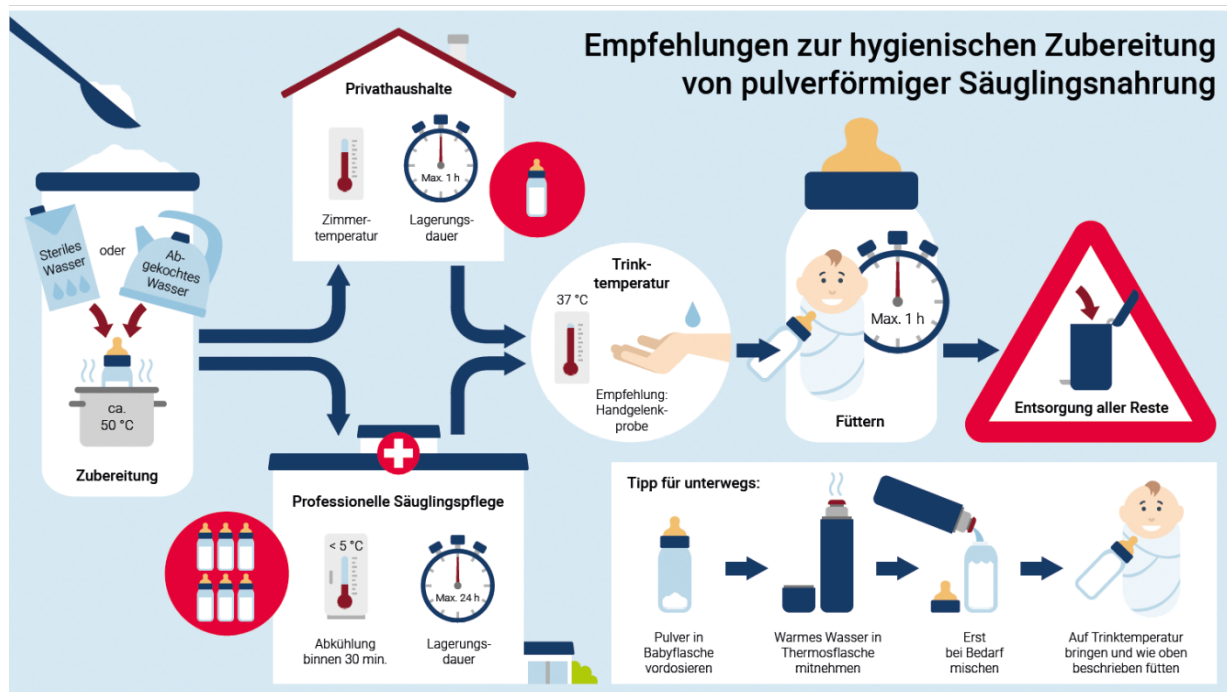 Empfehlungen zur hygienischen Zubereitung
von pulverförmiger Säuglingsnahrung
Steriles
Wasser
oder
Ab-
gekochtes
Wasser
ca.
50 °C
Zubereitung
Privathaushalte
Max. 1 h
Zimmer-
temperatur
Lagerungs-
dauer
Professionelle Säuglingspflege
< 5 °C
Max. 24 h
Abkühlung
binnen 30 min.
Lagerungs-
dauer
Trink-
temperatur
37 °C
Empfehlung:
Handgelenk-
probe
Max. 1 h
Füttern
Entsorgung aller Reste
Tipp für unterwegs:
Pulver in
Babyflasche
vordosieren
Warmes Wasser in
Thermosflasche
mitnehmen
Erst
bei Bedarf
mischen
Auf Trinktemperatur
bringen und wie oben
beschrieben fütten